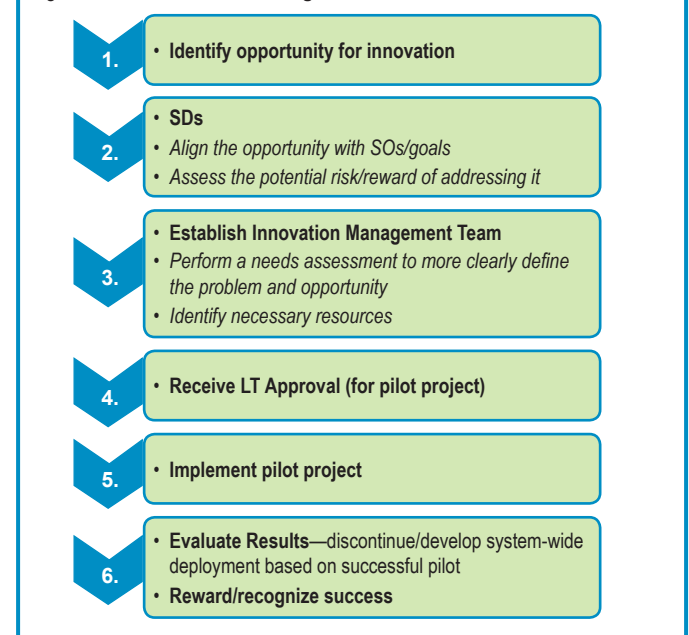 1.
• Identify opportunity for innovation
2.
• SDs
• Align the opportunity with SOs/goals
• Assess the potential risk/reward of addressing it
3.
• Establish Innovation Management Team
• Perform a needs assessment to more clearly define
the problem and opportunity
• Identify necessary resources
4.
• Receive LT Approval (for pilot project)
5.
• Implement pilot project
6.
• Evaluate Results—discontinue/develop system-wide
deployment based on successful pilot
• Reward/recognize success